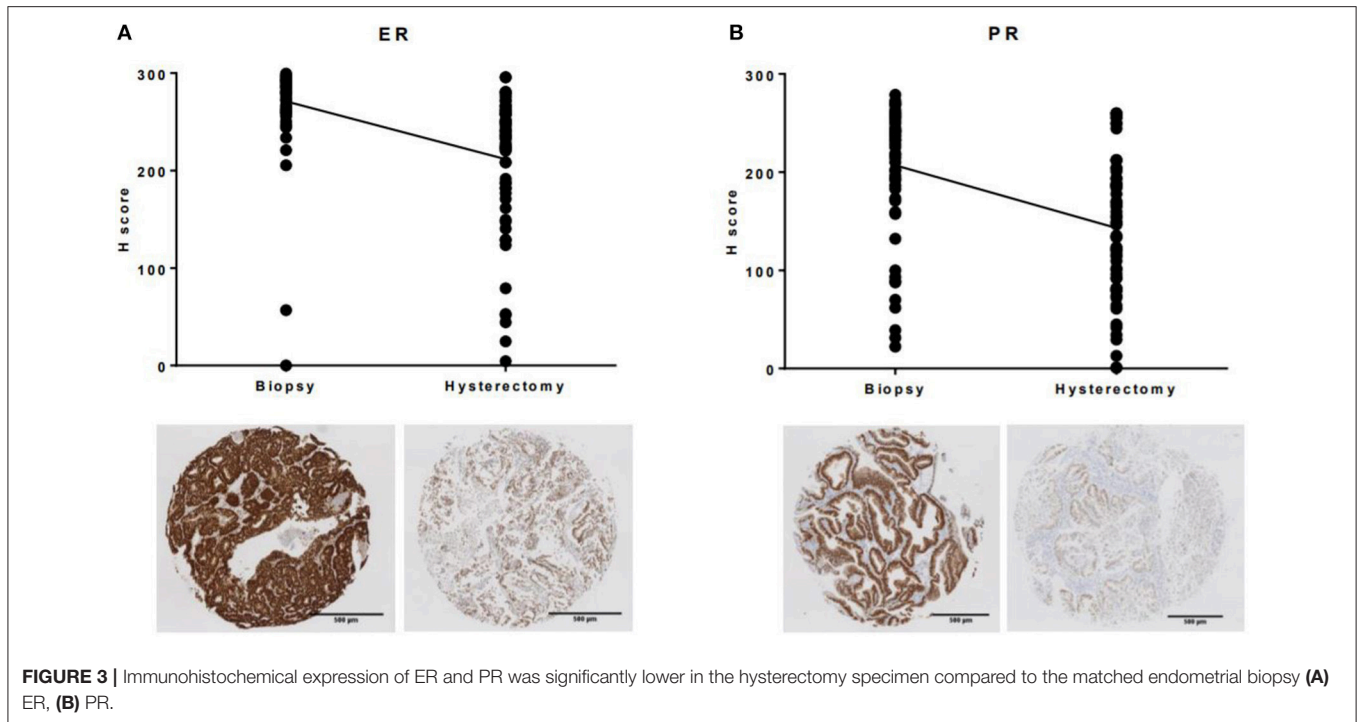 A
ER
300
200
100
0
H score
Biopsy
Hysterectomy
500 µm
500 µm
B
PR
300
200
100
0
H score
Biopsy
Hysterectomy
500 µm
500 µm
FIGURE 3 | Immunohistochemical expression of ER and PR was significantly lower in the hysterectomy specimen compared to the matched endometrial biopsy (A)
ER, (B) PR.